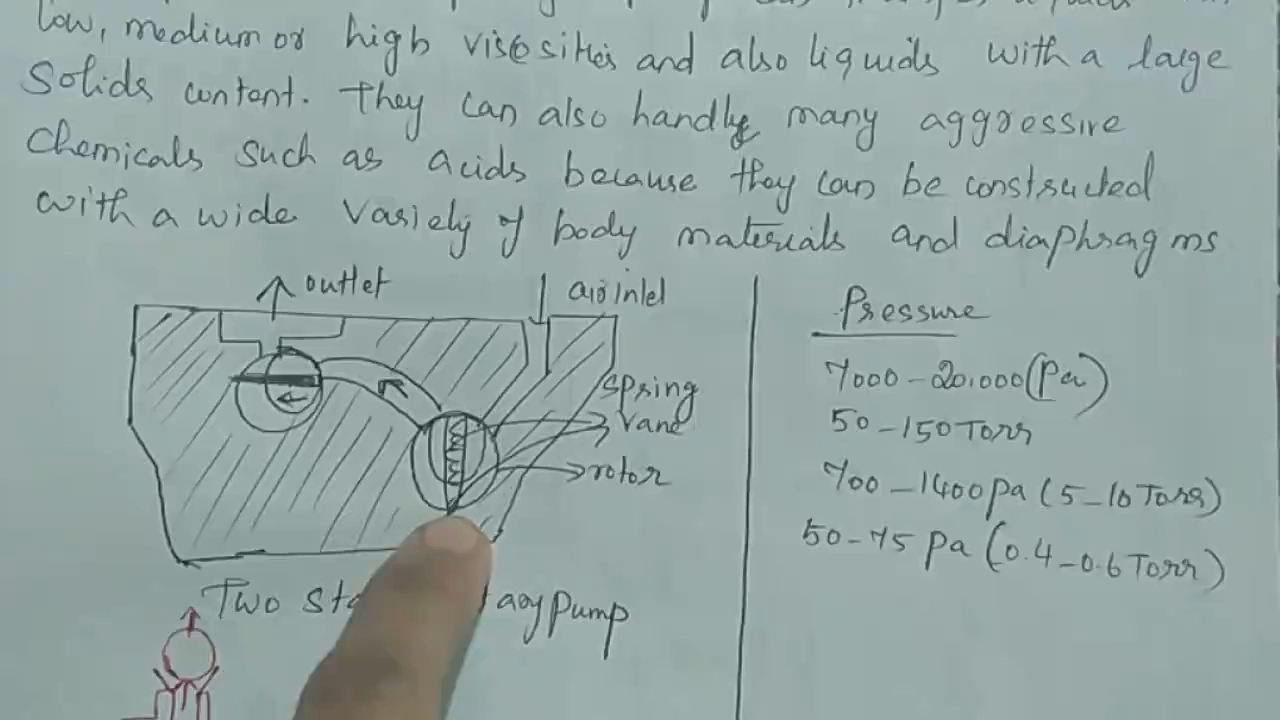 low, medium or high viscosities and also liquids with a large
solids content. They can also handly many aggressive
chemicals such as acids because they can be constructed
with a wide variety of body materials and diaphragms
outlet
air inlet
spring
vane
rotor
Two pump
Pressure
7000 - 20.000 (Pa)
50 - 150 Torr
700 - 1400 pa (5 - 10 Torr)
50 - 75 pa (0.4 - 0.6 Torr)